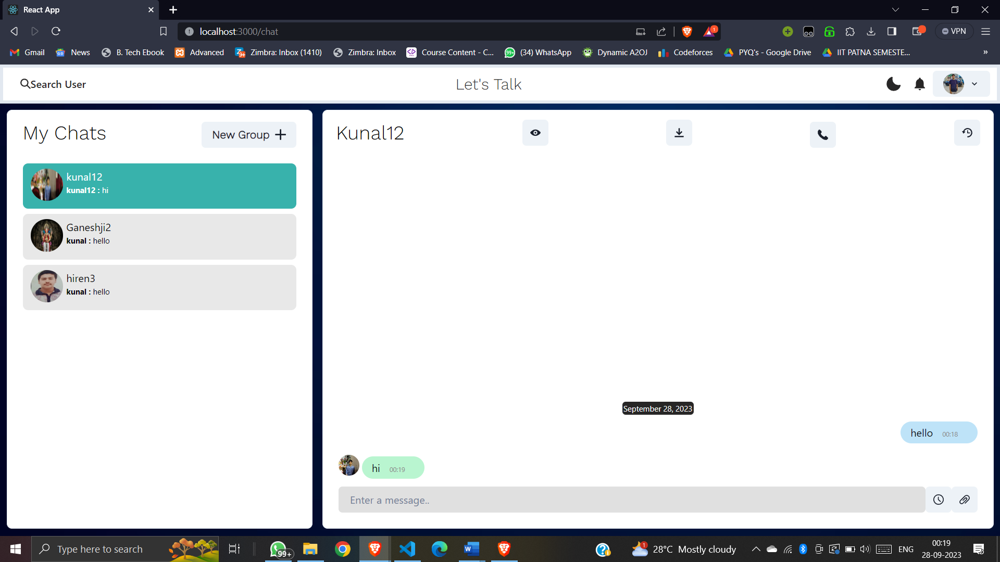 React App
localhost:3000/chat
1
VPN
Gmail
News
B. Tech Ebook
Advanced
Zimbra: Inbox (1410)
Zimbra: Inbox
Course Content - C...
99+
(34) WhatsApp
Dynamic A2OJ
Codeforces
PYQ's - Google Drive
IIT PATNA SEMESTE...
»
Search User
Let's Talk
My Chats
New Group
kunal12
kunal12 : hi
Ganeshji2
kunal : hello
hiren3
kunal : hello
Kunal12
September 28, 2023
hello 00:18
hi 00:19
Enter a message..
Type here to search
99+
1
28°C Mostly cloudy
ENG
00:19
28-09-2023